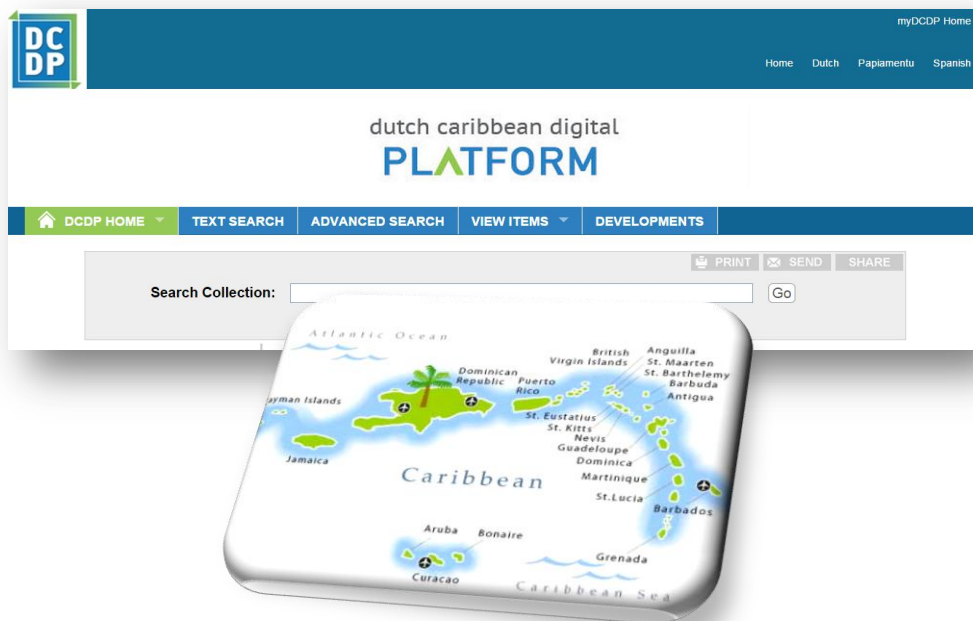 DC
DP
myDCDP Home
Home Dutch Papiamentu Spanish
dutch caribbean digital
PLATFORM
DCDP HOME TEXT SEARCH ADVANCED SEARCH VIEW ITEMS DEVELOPMENTS
PRINT SEND SHARE
Search Collection: Go
Atlantic Ocean
British
Virgin Islands
Anguilla
St. Maarten
St. Barthelemy
Barbuda
Antigua
Dominican
Republic
Puerto
Rico
ayman Islands
St. Eustatius
St. Kitts
Nevis
Guadeloupe
Dominica
Jamaica
Caribbean
Martinique
St.Lucia
Barbados
Aruba
Bonaire
Grenada
Curacao
Caribbean Sea